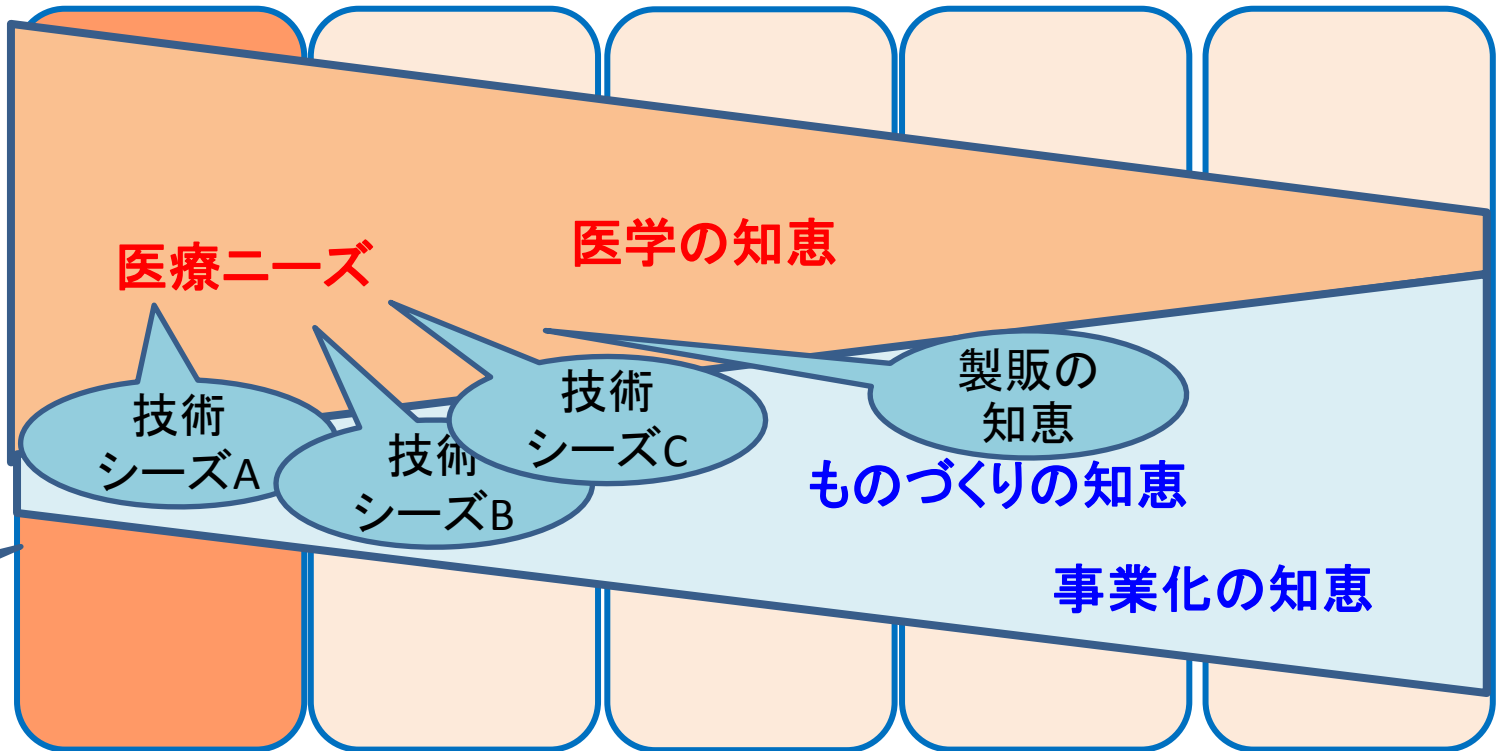 医療ニーズ
医学の知恵
技術
シーズA
技術
シーズB
技術
シーズC
製販の
知恵
ものづくりの知恵
事業化の知恵